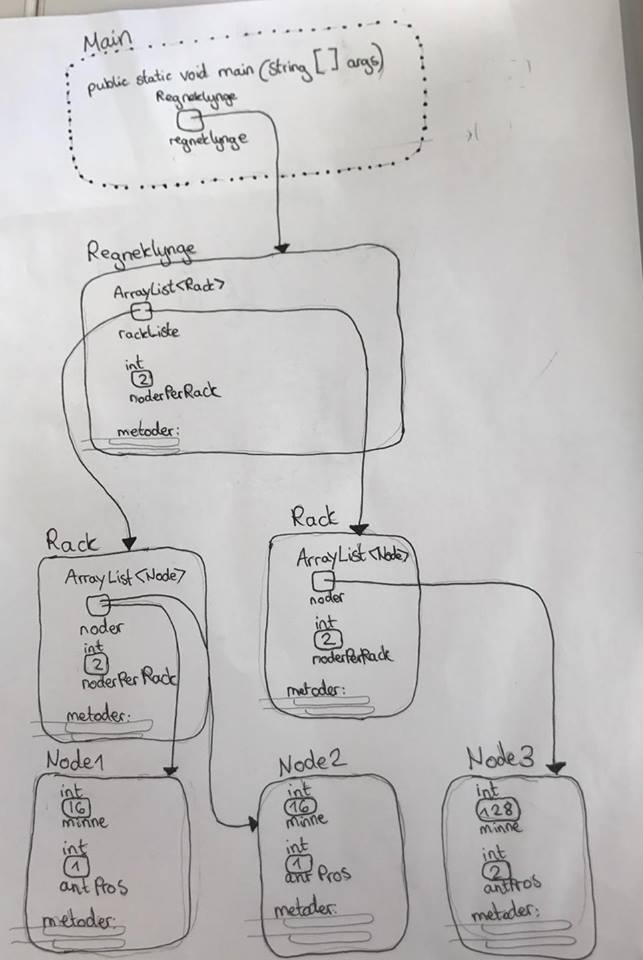 Main
public static void main (String [] args)
Regneklynge
regneklynge
Regneklynge
ArrayList<Rack>
rackListe
int
2
noderPerRack
metoder:
Rack
ArrayList<Node>
noder
int
2
noderPerRack
metoder:
Rack
ArrayList<Node>
noder
int
2
noderPerRack
metoder:
Node1
int
16
minne
int
1
antPros
metoder:
Node2
int
16
minne
int
1
antPros
metoder:
Node3
int
128
minne
int
2
antPros
metoder: